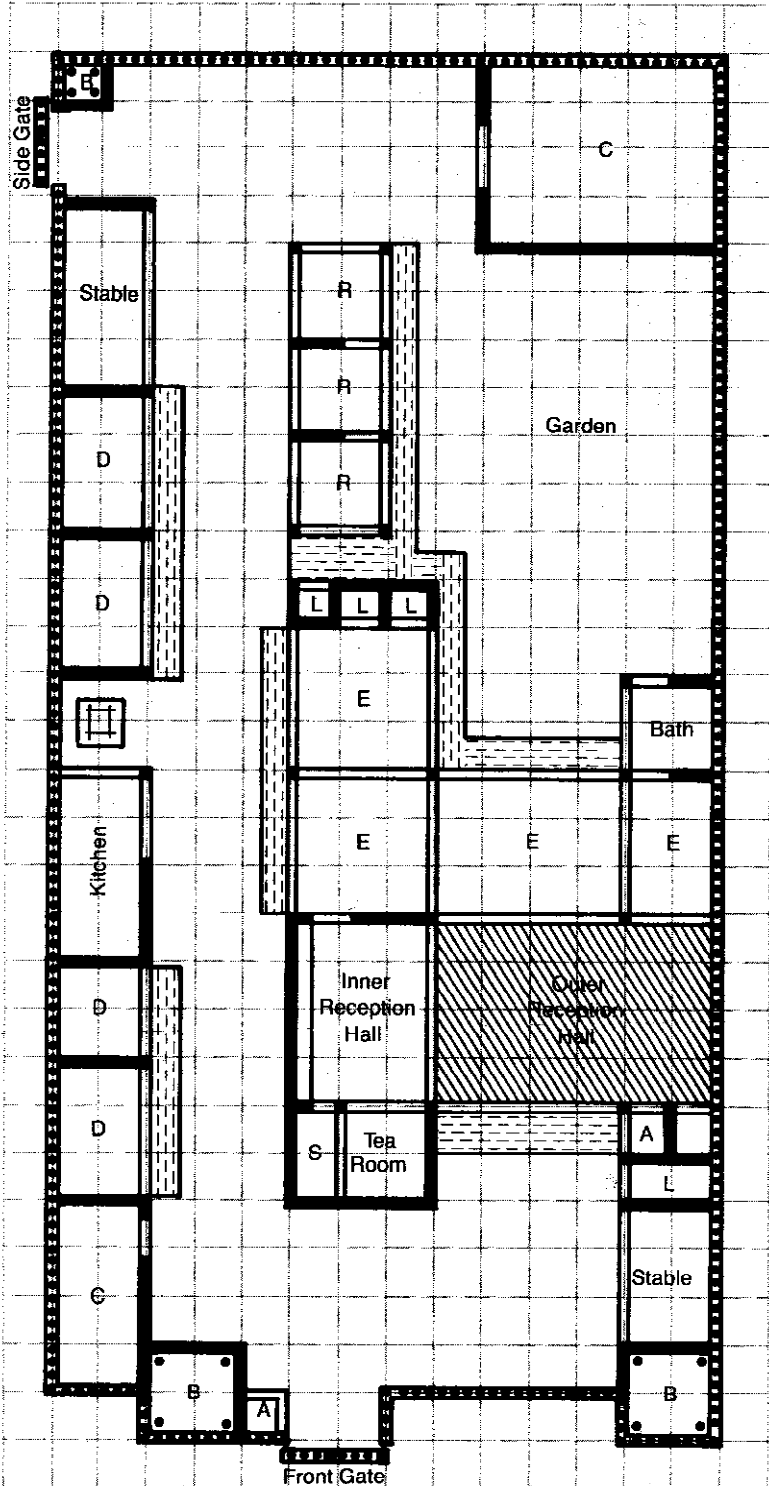 B
Side Gate
C
Stable
R
R
Garden
D
R
D
L L L
E
Bath
E
E
E
Kitchen
Inner
Reception
Hall
Outer
Reception
Hall
D
D
S
Tea
Room
A
L
Stable
C
B
A
B
Front Gate